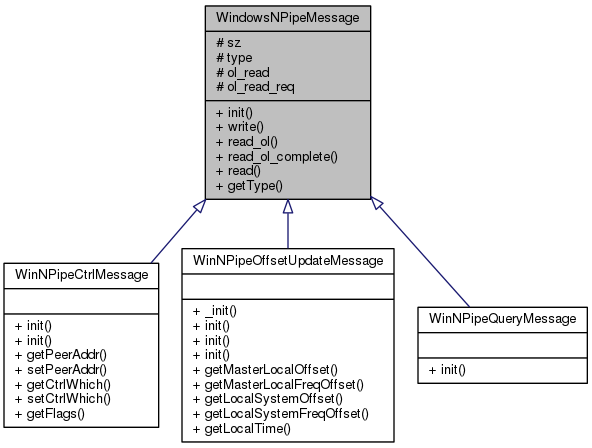 WindowsNPipeMessage
# sz
# type
# ol_read
# ol_read_req
+ init()
+ write()
+ read_ol()
+ read_ol_complete()
+ read()
+ getType()
WinNPipeCtrlMessage
+ init()
+ init()
+ getPeerAddr()
+ setPeerAddr()
+ getCtrlWhich()
+ setCtrlWhich()
+ getFlags()
WinNPipeOffsetUpdateMessage
+ _init()
+ init()
+ init()
+ init()
+ getMasterLocalOffset()
+ getMasterLocalFreqOffset()
+ getLocalSystemOffset()
+ getLocalSystemFreqOffset()
+ getLocalTime()
WinNPipeQueryMessage
+ init()